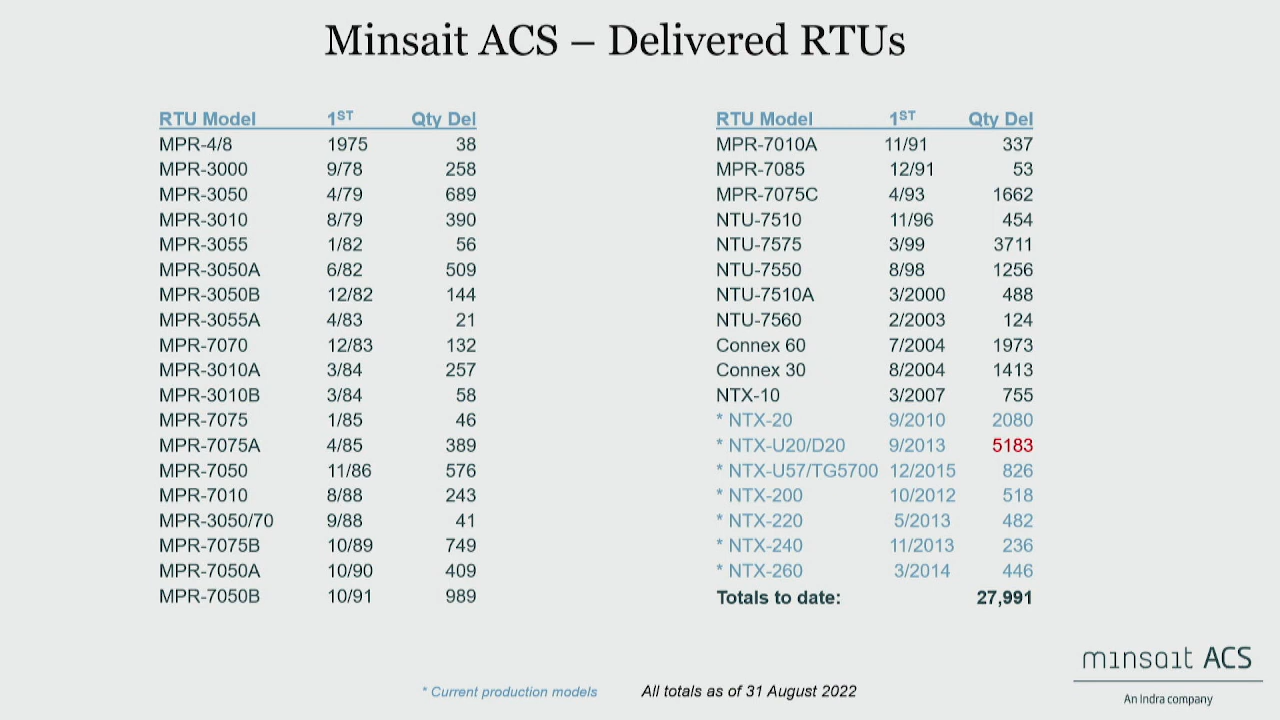 Minsait ACS – Delivered RTUs
RTU Model 1ST Qty Del
MPR-4/8 1975 38
MPR-3000 9/78 258
MPR-3050 4/79 689
MPR-3010 8/79 390
MPR-3055 1/82 56
MPR-3050A 6/82 509
MPR-3050B 12/82 144
MPR-3055A 4/83 21
MPR-7070 12/83 132
MPR-3010A 3/84 257
MPR-3010B 3/84 58
MPR-7075 1/85 46
MPR-7075A 4/85 389
MPR-7050 11/86 576
MPR-7010 8/88 243
MPR-3050/70 9/88 41
MPR-7075B 10/89 749
MPR-7050A 10/90 409
MPR-7050B 10/91 989
RTU Model 1ST Qty Del
MPR-7010A 11/91 337
MPR-7085 12/91 53
MPR-7075C 4/93 1662
NTU-7510 11/96 454
NTU-7575 3/99 3711
NTU-7550 8/98 1256
NTU-7510A 3/2000 488
NTU-7560 2/2003 124
Connex 60 7/2004 1973
Connex 30 8/2004 1413
NTX-10 3/2007 755
* NTX-20 9/2010 2080
* NTX-U20/D20 9/2013 5183
* NTX-U57/TG5700 12/2015 826
* NTX-200 10/2012 518
* NTX-220 5/2013 482
* NTX-240 11/2013 236
* NTX-260 3/2014 446
Totals to date: 27,991
* Current production models All totals as of 31 August 2022
minsait ACS
An Indra company